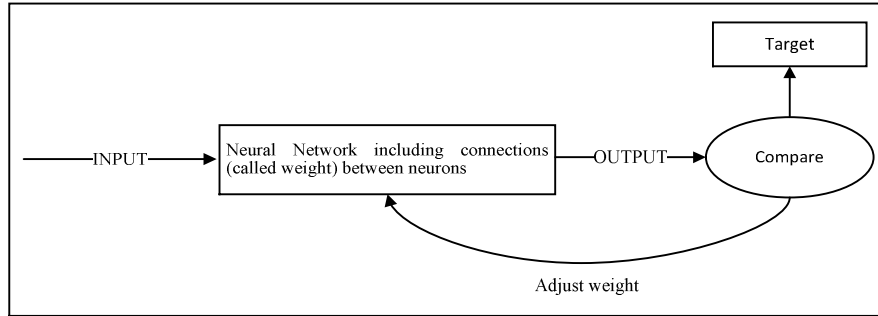 Target
INPUT
Neural Network including connections
(called weight) between neurons
OUTPUT
Compare
Adjust weight